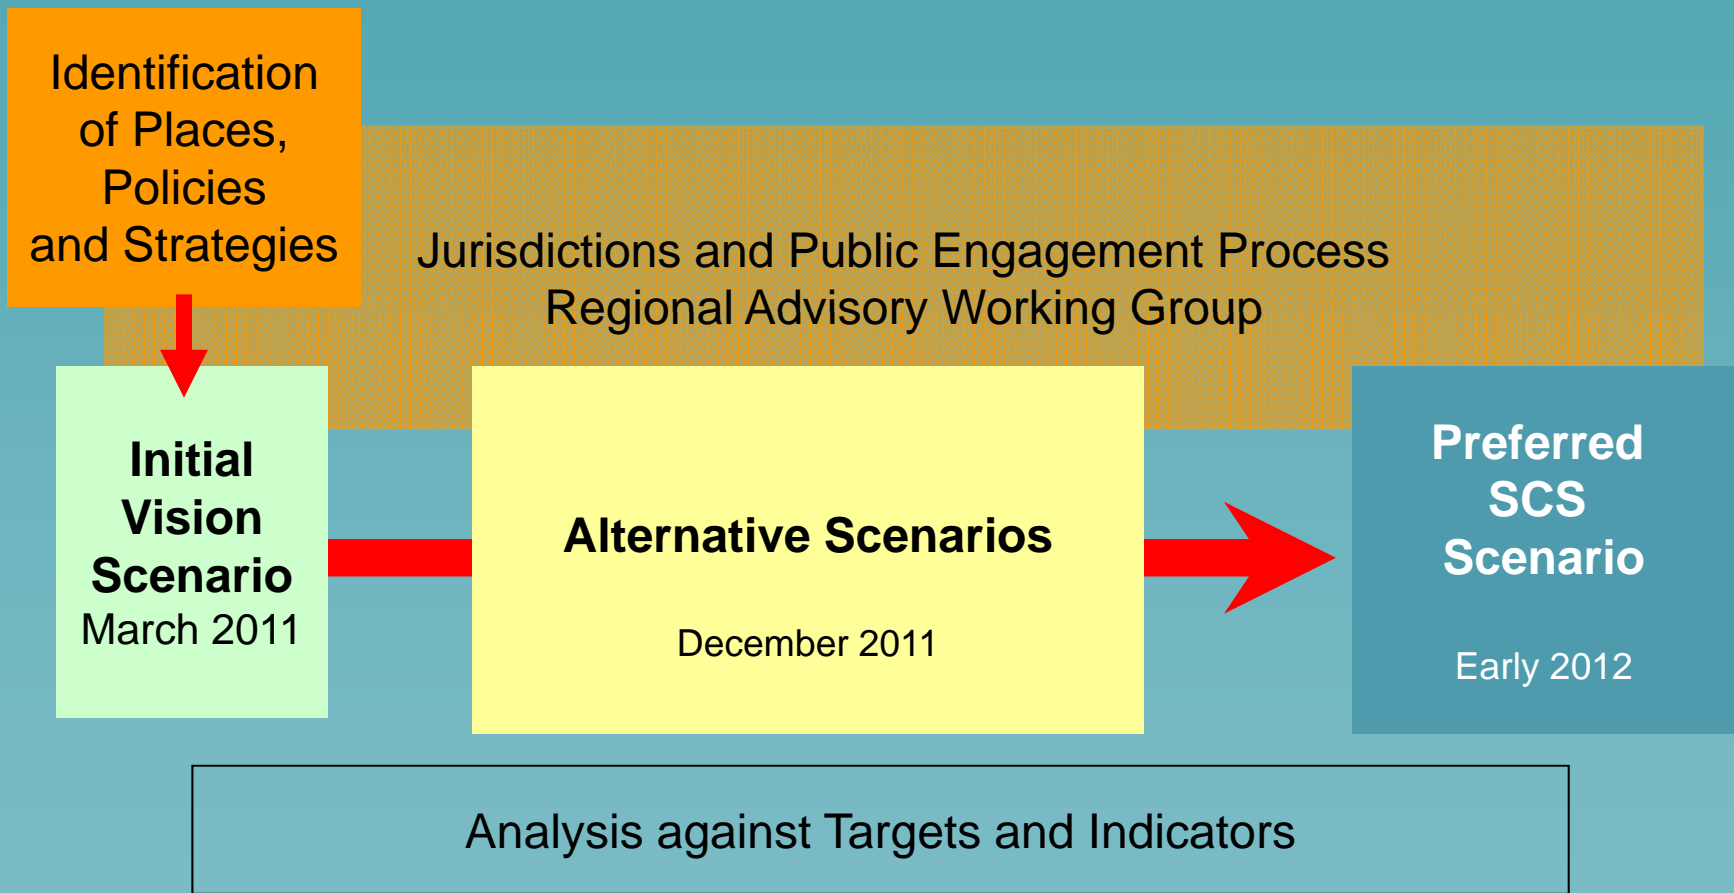 Identification
of Places,
Policies
and Strategies
Jurisdictions and Public Engagement Process
Regional Advisory Working Group
Initial
Vision
Scenario
March 2011
Alternative Scenarios
December 2011
Preferred
SCS
Scenario
Early 2012
Analysis against Targets and Indicators